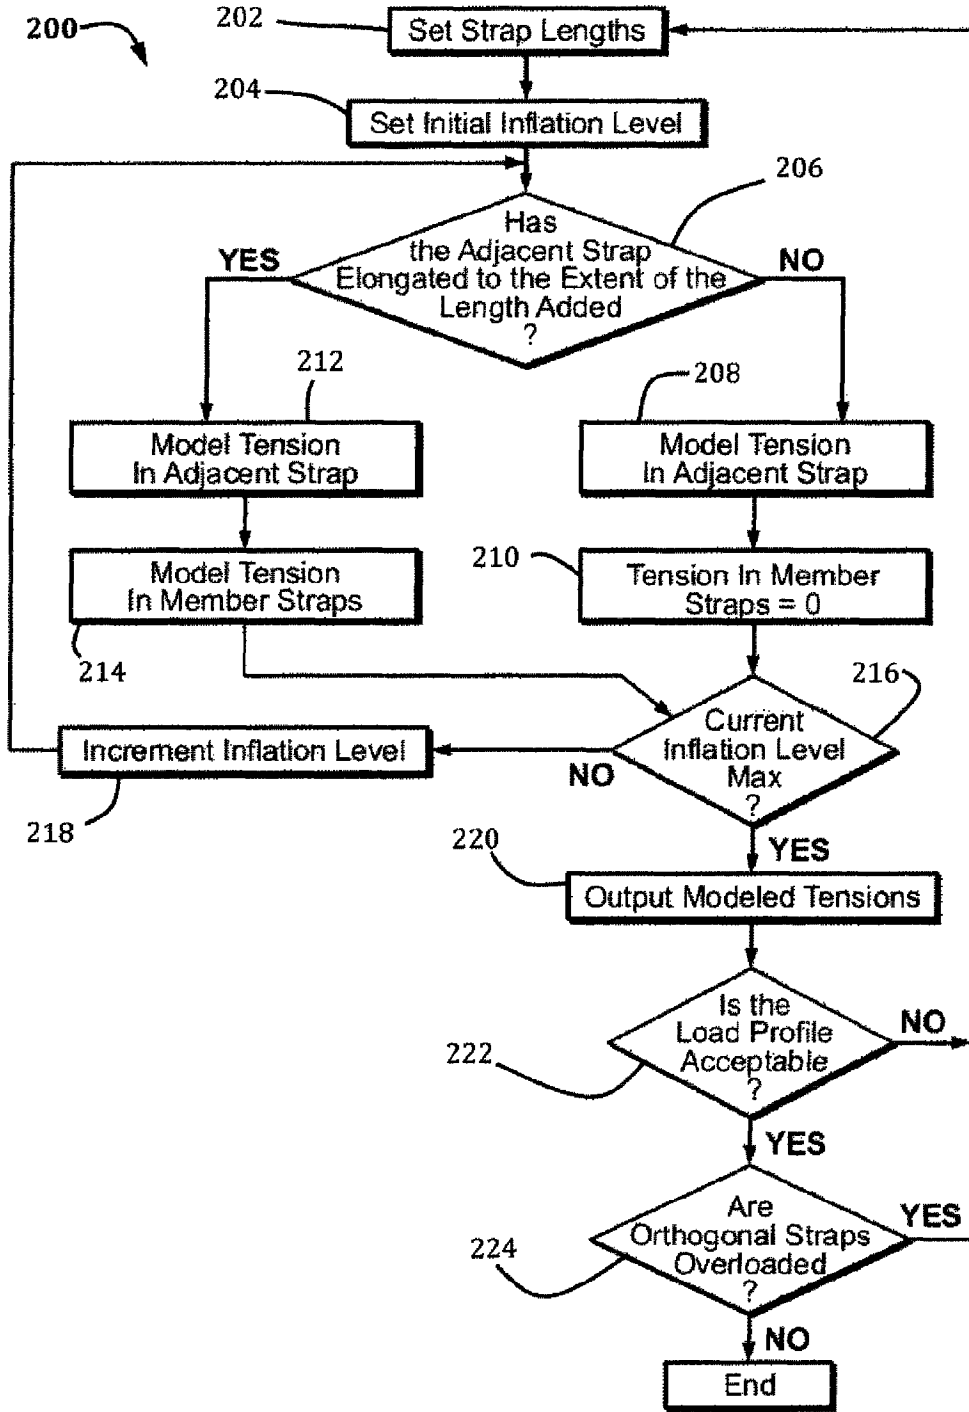 200
202
Set Strap Lengths
204
Set Initial Inflation Level
206
Has
the Adjacent Strap
Elongated to the Extent of the
Length Added
?
YES
NO
212
Model Tension
In Adjacent Strap
208
Model Tension
In Adjacent Strap
Model Tension
In Member Straps
214
210
Tension In Member
Straps = 0
216
Current
Inflation Level
Max
?
NO
Increment Inflation Level
218
YES
220
Output Modeled Tensions
Is the
Load Profile
Acceptable
?
NO
222
YES
Are
Orthogonal Straps
Overloaded
?
YES
224
NO
End